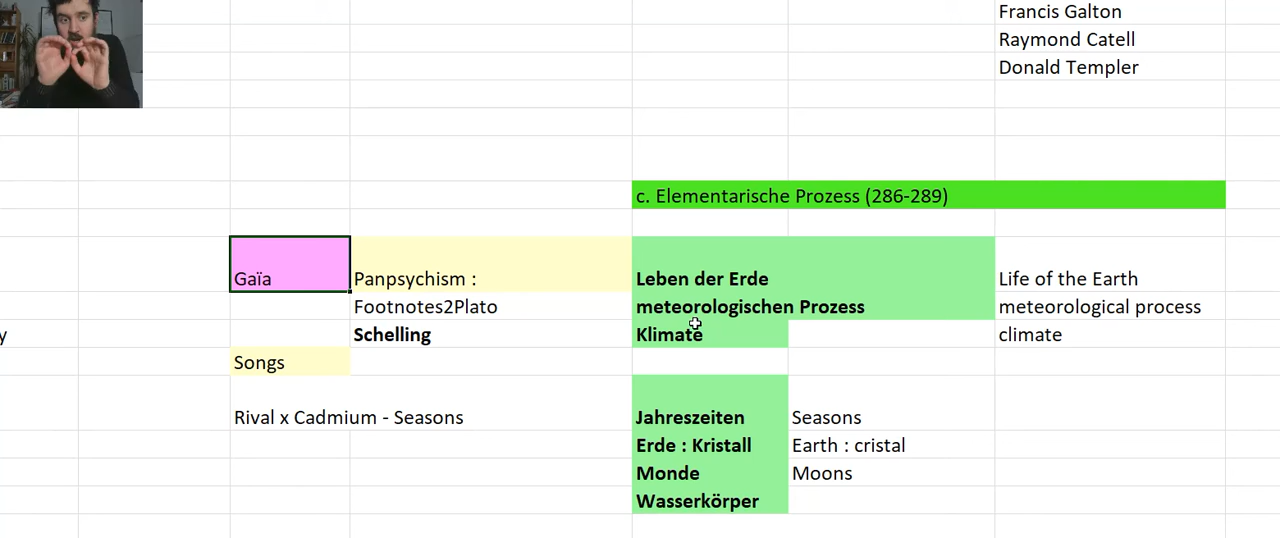 Francis Galton
Raymond Catell
Donald Templer
c. Elementarische Prozess (286-289)
Gaïa Panpsychism : Leben der Erde Life of the Earth
Footnotes2Plato meteorologischen Prozess meteorological process
y Schelling Klimate climate
Songs
Rival x Cadmium - Seasons Jahreszeiten Seasons
Erde : Kristall Earth : cristal
Monde Moons
Wasserkörper